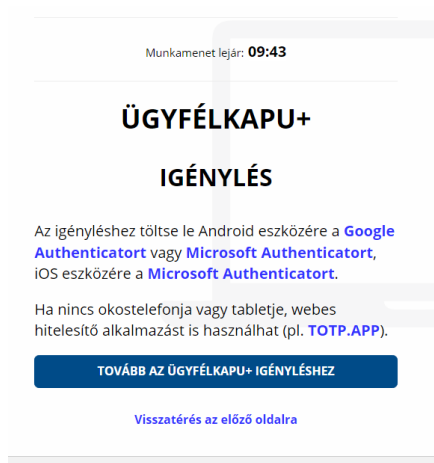 Munkamenet lejár: 09:43
ÜGYFÉLKAPU+
IGÉNYLÉS
Az igényléshez töltse le Android eszközére a Google
Authenticatort vagy Microsoft Authenticatort,
iOS eszközére a Microsoft Authenticatort.
Ha nincs okostelefonja vagy tabletje, webes
hitelesítő alkalmazást is használhat (pl. TOTP.APP).
TOVÁBB AZ ÜGYFÉLKAPU+ IGÉNYLÉSHEZ
Visszatérés az előző oldalra